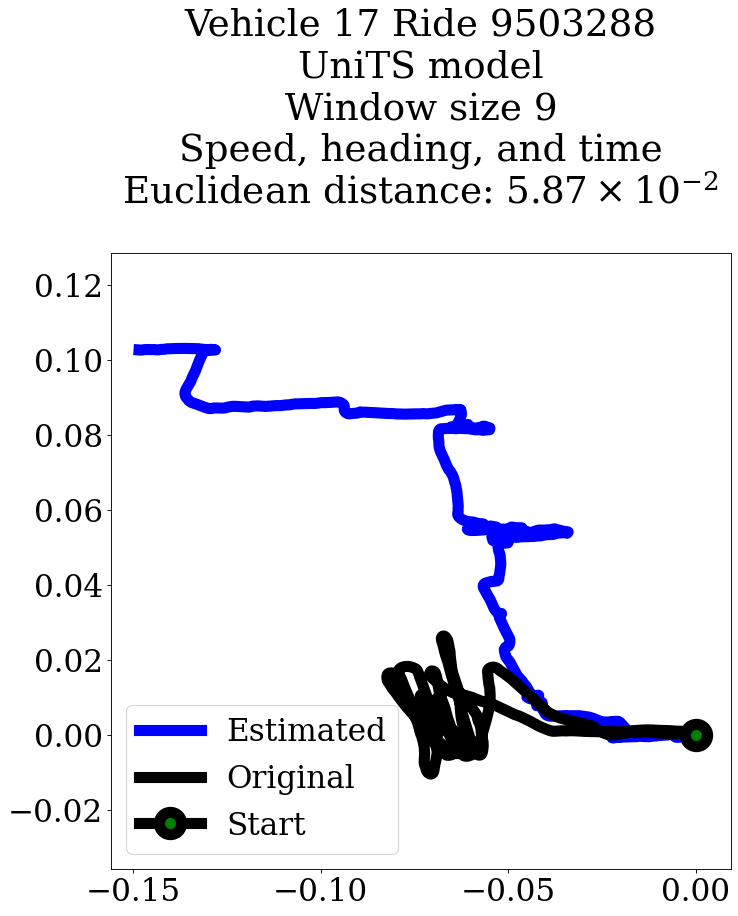 Vehicle 17 Ride 9503288
UniTS model
Window size 9
Speed, heading, and time
Euclidean distance: 5.87 × 10⁻²
0.12
0.10
0.08
0.06
0.04
0.02
0.00
−0.02
Estimated
Original
Start
−0.15 −0.10 −0.05 0.00